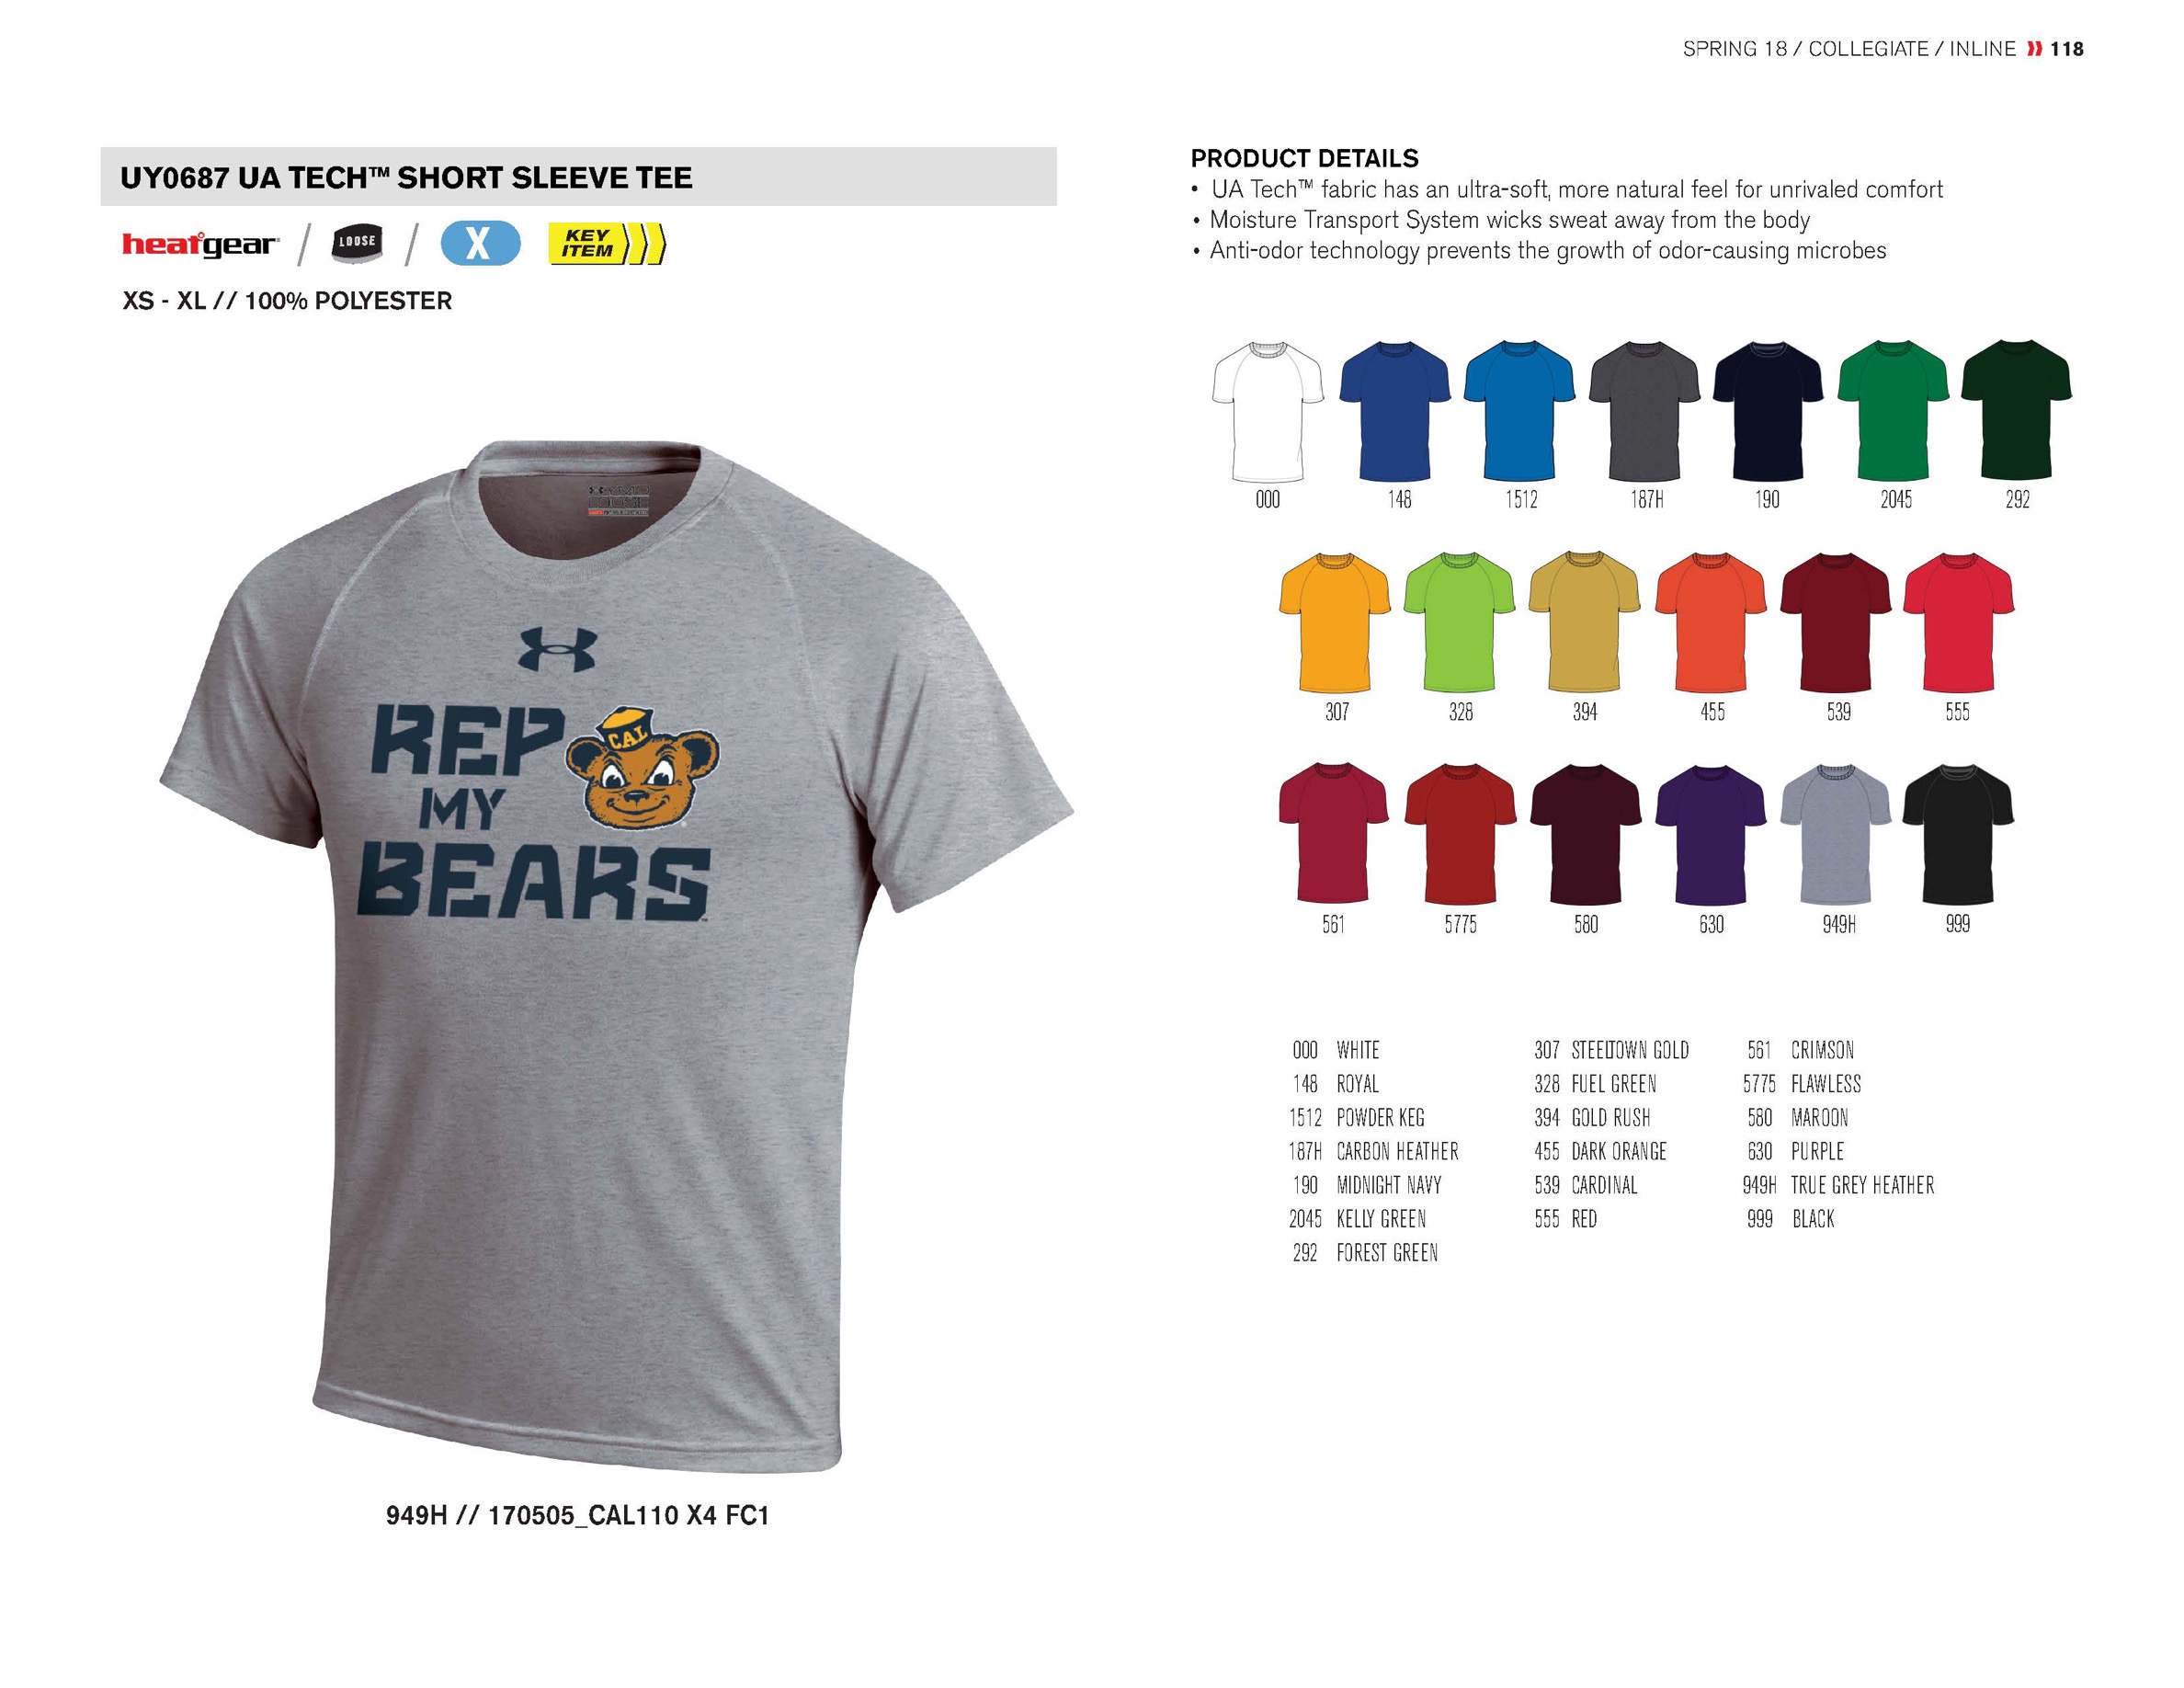 SPRING 18 / COLLEGIATE / INLINE 118
UY0687 UA TECH™ SHORT SLEEVE TEE
heatgear / LOOSE / X KEY
ITEM
XS - XL // 100% POLYESTER
REP
CAL
MY
BEARS
949H // 170505_CAL110 X4 FC1
PRODUCT DETAILS
• UA Tech™ fabric has an ultra-soft, more natural feel for unrivaled comfort
• Moisture Transport System wicks sweat away from the body
• Anti-odor technology prevents the growth of odor-causing microbes
000 148 1512 187H 190 2045 292
307 328 394 455 539 555
561 5775 580 630 949H 999
000 WHITE
148 ROYAL
1512 POWDER KEG
187H CARBON HEATHER
190 MIDNIGHT NAVY
2045 KELLY GREEN
292 FOREST GREEN
307 STEELTOWN GOLD
328 FUEL GREEN
394 GOLD RUSH
455 DARK ORANGE
539 CARDINAL
555 RED
561 CRIMSON
5775 FLAWLESS
580 MAROON
630 PURPLE
949H TRUE GREY HEATHER
999 BLACK